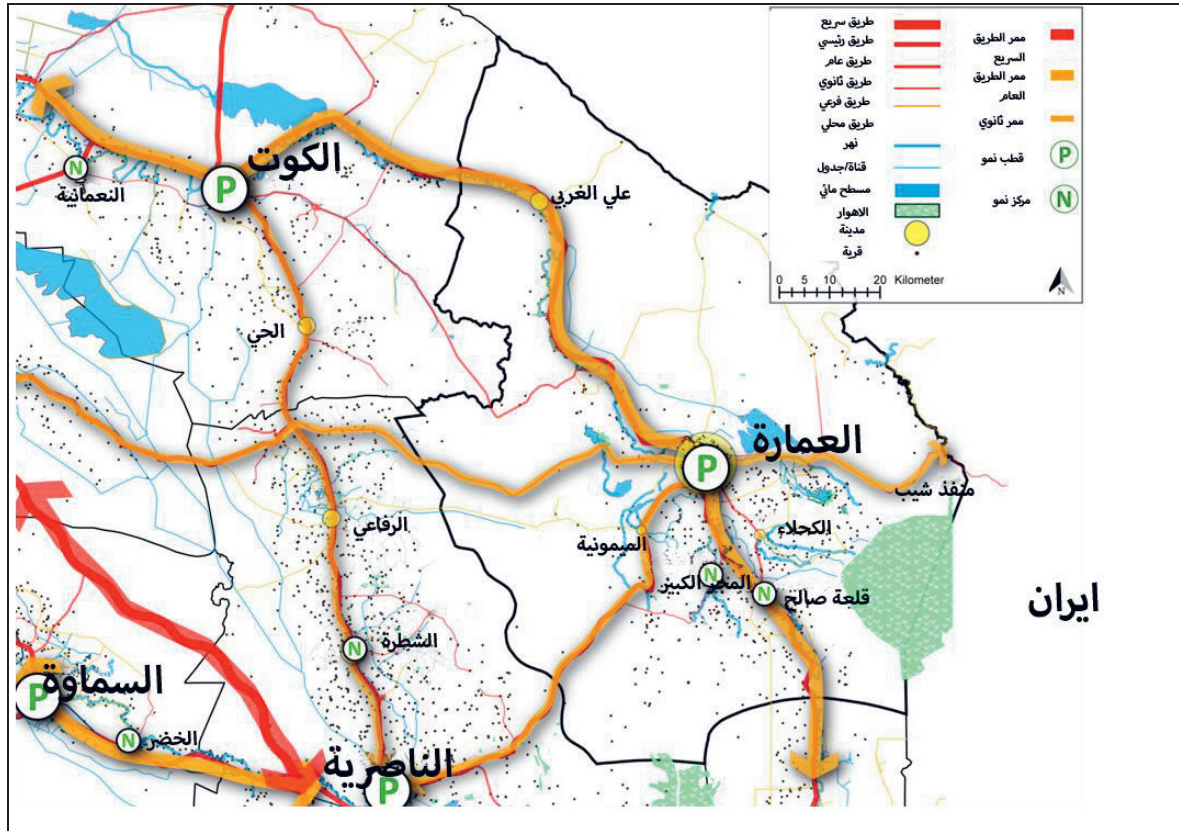 طريق سريع
طريق رئيسي
طريق عام
طريق ثانوي
طريق فرعي
طريق محلي
نهر
قناة/جدول
مسطح مائي
الاهوار
مدينة
قرية
ممر الطريق
السريع
ممر الطريق
العام
ممر ثانوي
قطب نمو
P
مركز نمو
N
0 5 10 15 20 Kilometer
N
الكوت
P
N
النعمانية
علي الغربي
الحي
العمارة
P
منفذ شيب
الرفاعي
الكحلاء
الميمونية
المجر الكبير
N
قلعة صالح
N
ايران
الشطرة
N
السماوة
P
الخضر
N
الناصرية
P